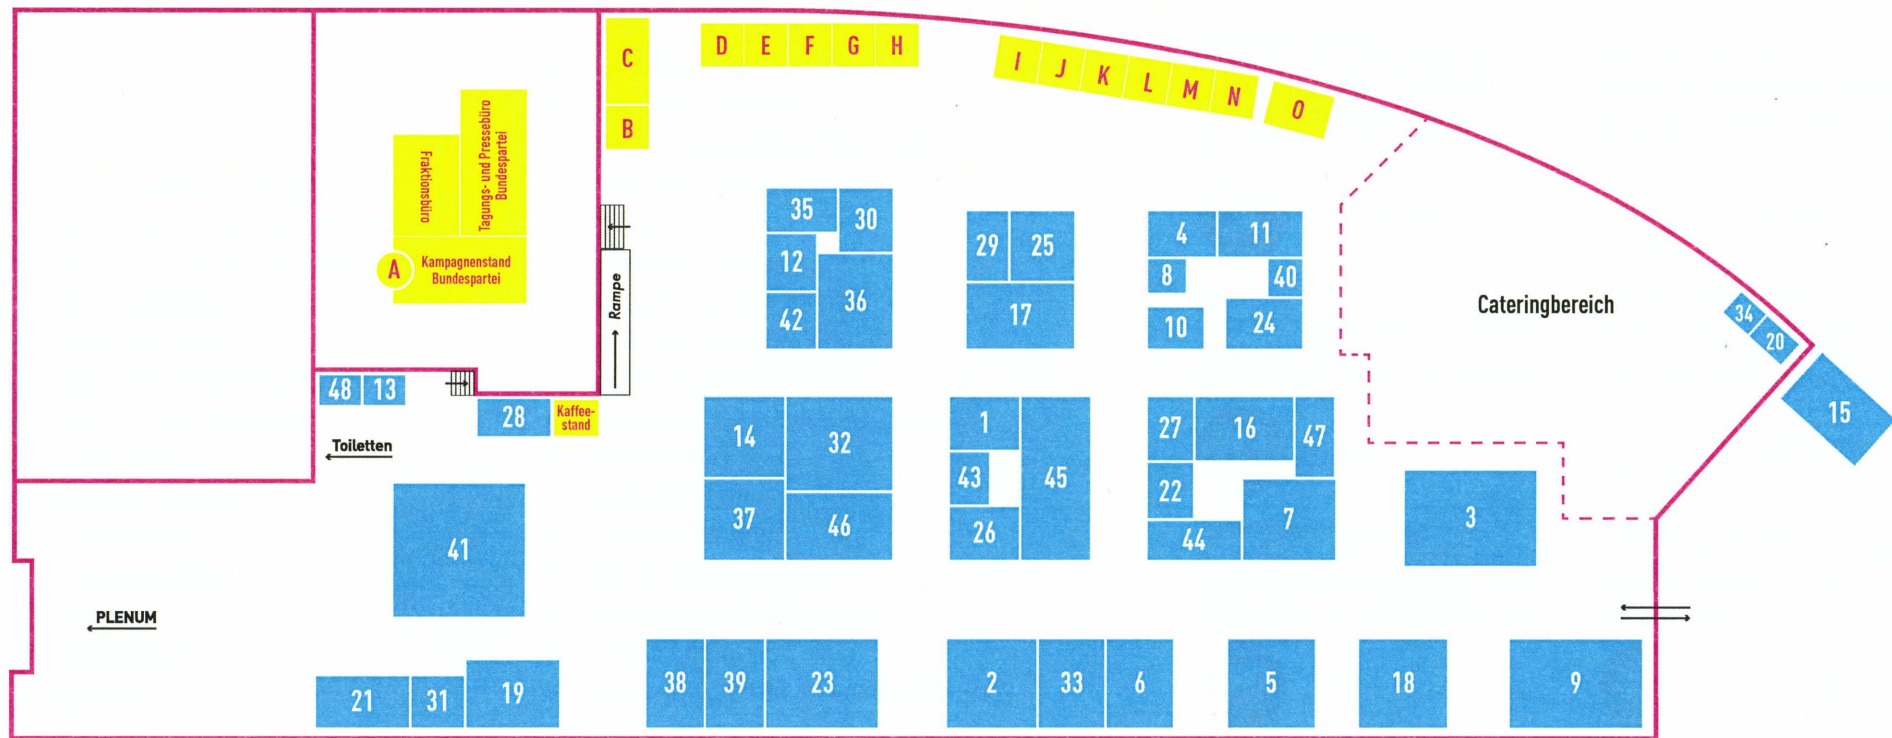 C
B
D E F G H
I J K L M N O
Fraktionsbüro
Tagungs- und Pressebüro
Bundespartei
A
Kampagnenstand
Bundespartei
Rampe
35 30
12
36
42
29 25
17
4 11
8 40
10 24
Cateringbereich
34
20
15
48 13
28
Kaffee-
stand
Toiletten
14 32
37 46
1
43 45
26
27 16 47
22
7
44
3
41
PLENUM
21 31 19
38 39 23
2 33 6
5
18
9